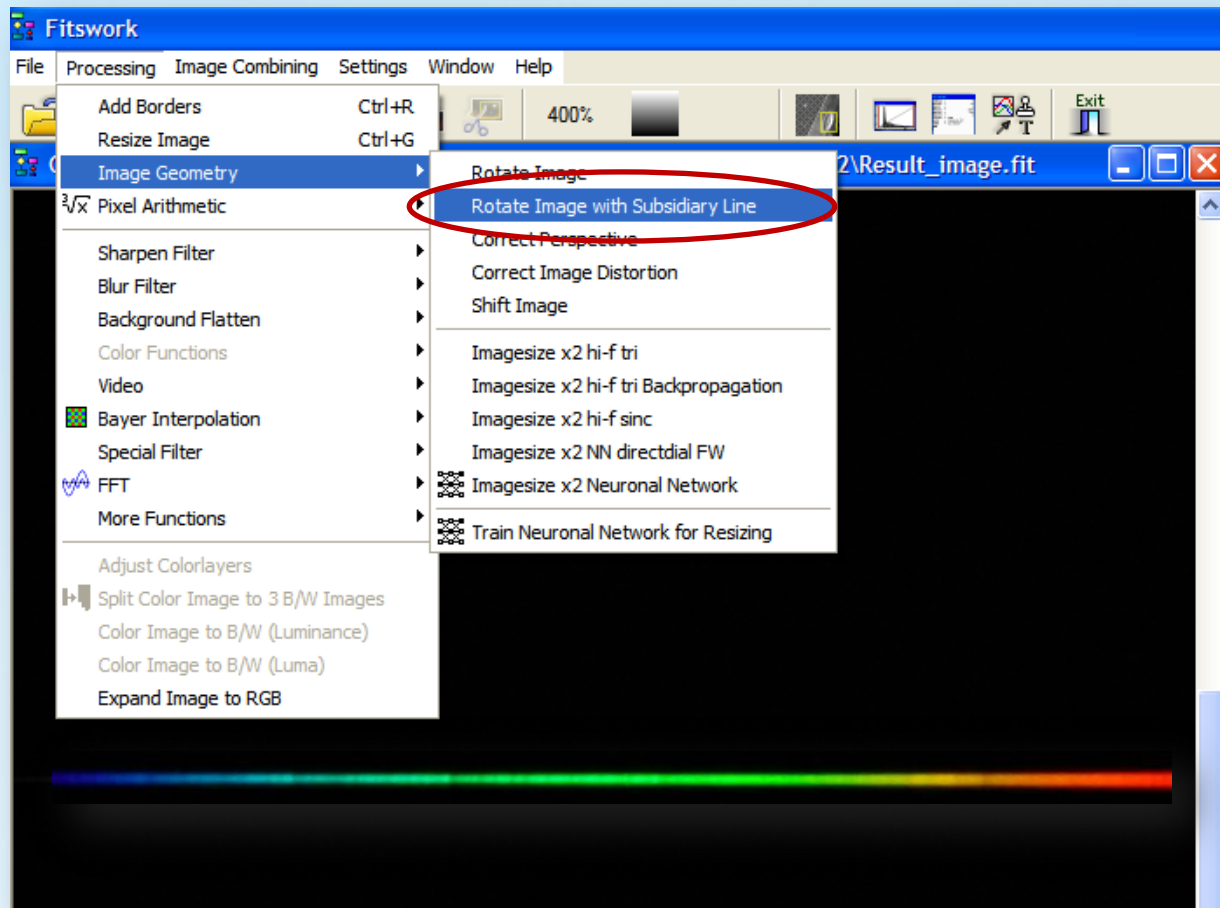 Fitswork
File Processing Image Combining Settings Window Help
400%
Exit
2\Result_image.fit
Add Borders Ctrl+R
Resize Image Ctrl+G
Image Geometry
Pixel Arithmetic
Sharpen Filter
Blur Filter
Background Flatten
Color Functions
Video
Bayer Interpolation
Special Filter
FFT
More Functions
Adjust Colorlayers
Split Color Image to 3 B/W Images
Color Image to B/W (Luminance)
Color Image to B/W (Luma)
Expand Image to RGB
Rotate Image
Rotate Image with Subsidiary Line
Correct Perspective
Correct Image Distortion
Shift Image
Imagesize x2 hi-f tri
Imagesize x2 hi-f tri Backpropagation
Imagesize x2 hi-f sinc
Imagesize x2 NN directdial FW
Imagesize x2 Neuronal Network
Train Neuronal Network for Resizing